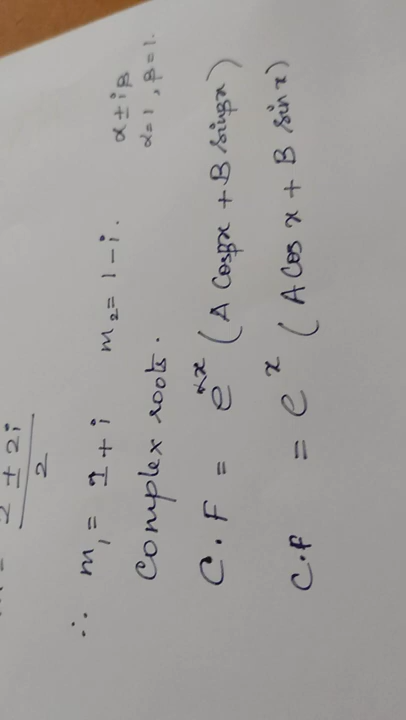 2 ± 2i / 2
∴ m₁ = 1 + i   m₂ = 1 - i.   α ± iβ
α = 1, β = 1.
Complex roots.
C.F = e^αx (A cosβx + B sinβx)
C.F = e^x (A cos x + B sin x)